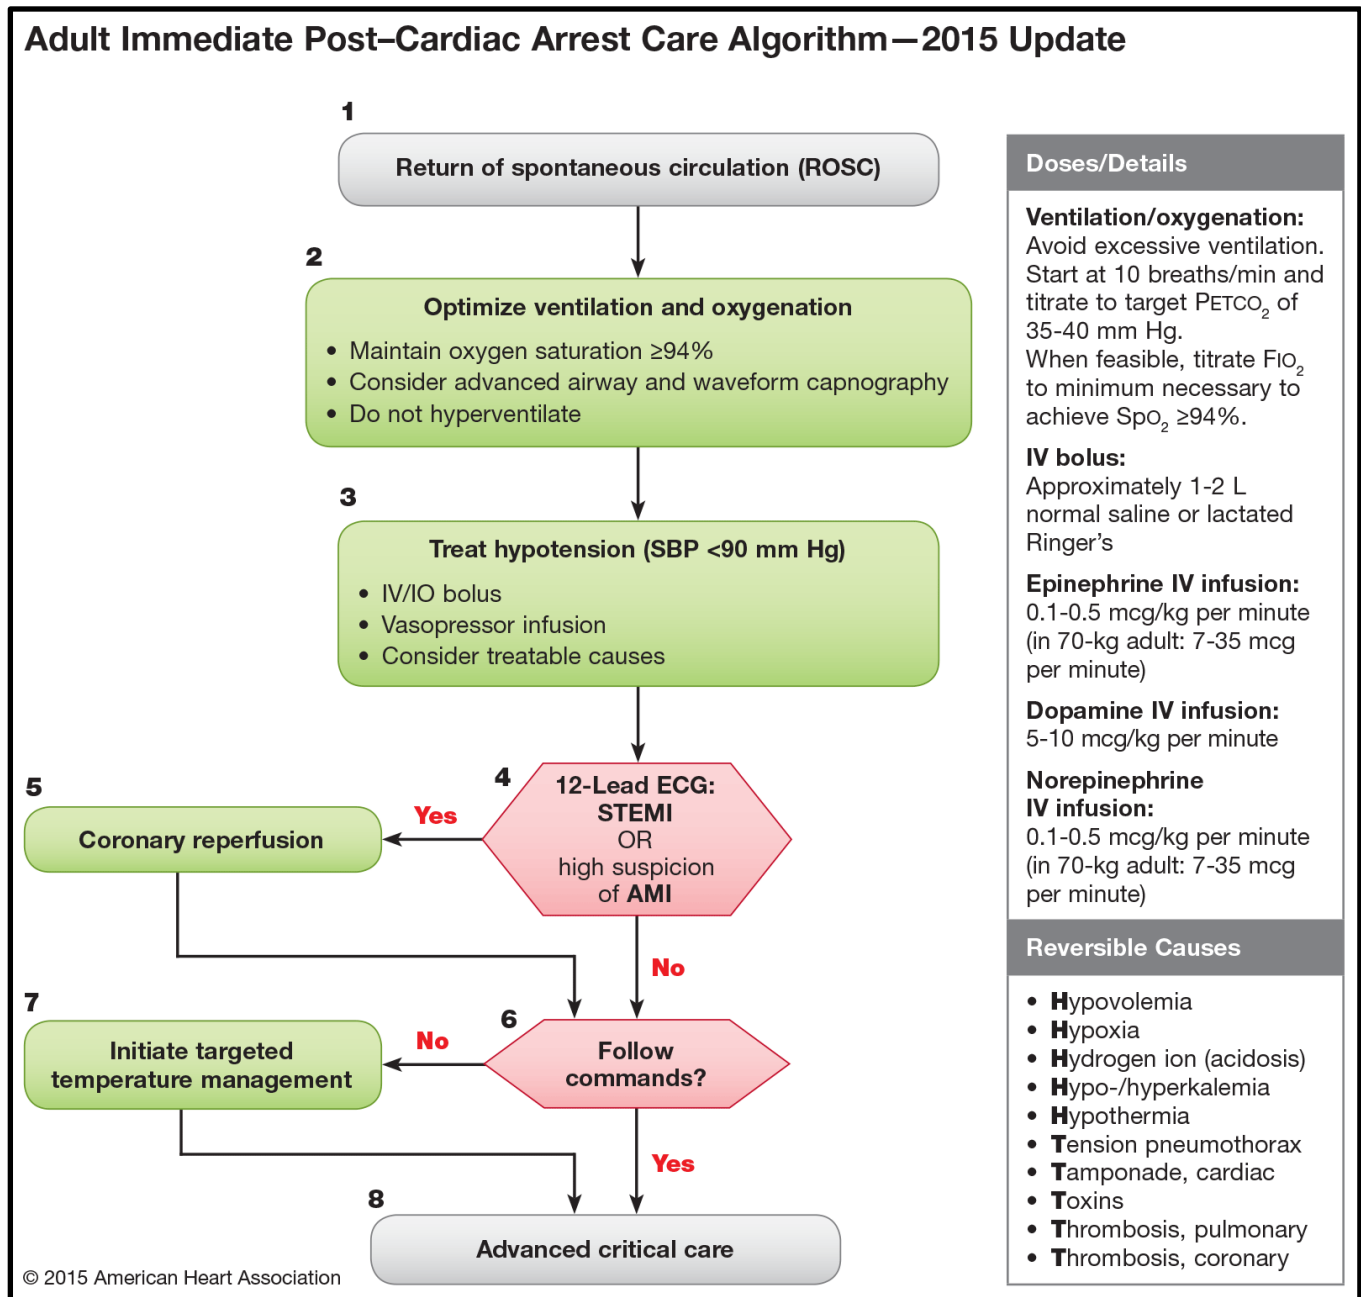 Adult Immediate Post–Cardiac Arrest Care Algorithm—2015 Update
1
Return of spontaneous circulation (ROSC)
2
Optimize ventilation and oxygenation
• Maintain oxygen saturation ≥94%
• Consider advanced airway and waveform capnography
• Do not hyperventilate
3
Treat hypotension (SBP <90 mm Hg)
• IV/IO bolus
• Vasopressor infusion
• Consider treatable causes
4
12-Lead ECG:
STEMI
OR
high suspicion
of AMI
Yes
5
Coronary reperfusion
No
6
Follow
commands?
No
7
Initiate targeted
temperature management
Yes
8
Advanced critical care
Doses/Details
Ventilation/oxygenation:
Avoid excessive ventilation.
Start at 10 breaths/min and
titrate to target PETCO₂ of
35-40 mm Hg.
When feasible, titrate FIO₂
to minimum necessary to
achieve SpO₂ ≥94%.
IV bolus:
Approximately 1-2 L
normal saline or lactated
Ringer’s
Epinephrine IV infusion:
0.1-0.5 mcg/kg per minute
(in 70-kg adult: 7-35 mcg
per minute)
Dopamine IV infusion:
5-10 mcg/kg per minute
Norepinephrine
IV infusion:
0.1-0.5 mcg/kg per minute
(in 70-kg adult: 7-35 mcg
per minute)
Reversible Causes
• Hypovolemia
• Hypoxia
• Hydrogen ion (acidosis)
• Hypo-/hyperkalemia
• Hypothermia
• Tension pneumothorax
• Tamponade, cardiac
• Toxins
• Thrombosis, pulmonary
• Thrombosis, coronary
© 2015 American Heart Association